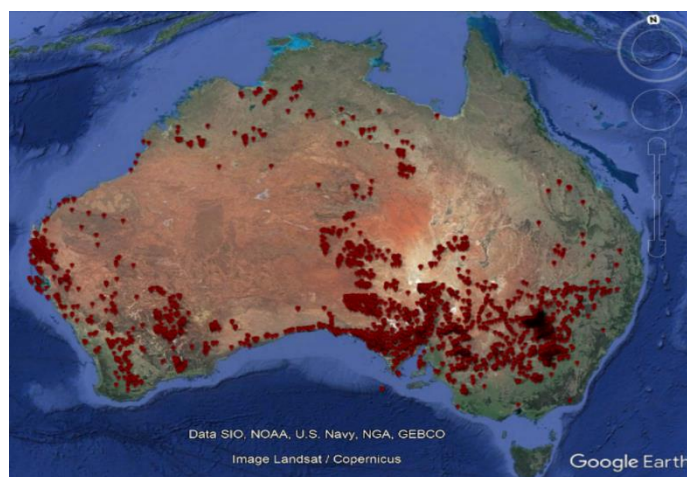 N
Data SIO, NOAA, U.S. Navy, NGA, GEBCO
Image Landsat / Copernicus
Google Earth